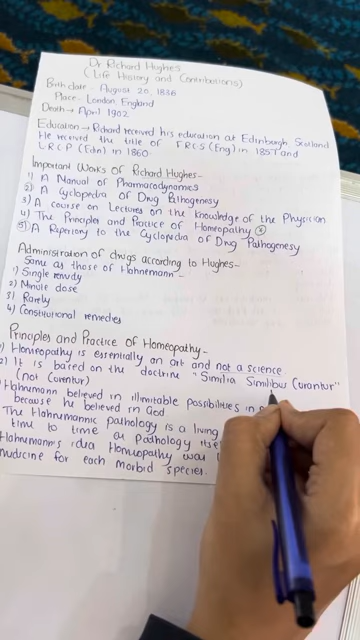 Dr Richard Hughes
(Life History and Contributions)
Birth date - August 20, 1836
Place - London England
Death → April 1902
Education → Richard received his education at Edinburgh Scotland
He received the title of FRCS (Eng) in 1857 and
LRCP (Edn) in 1860.
Important Works of Richard Hughes-
1) A Manual of Pharmacodynamics
2) A Cyclopedia of Drug Pathogenesy
3) A course on Lectures on the knowledge of the Physician
4) The Principles and Practice of Homeopathy
5) A Repertory to the Cyclopedia of Drug Pathogenesy
Administration of drugs according to Hughes-
Same as those of Hahnemann -
1) Single remedy
2) Minute dose
3) Rarely
4) Constitutional remedies
Principles and Practice of Homeopathy -
1) Homeopathy is essentially an art and not a science
2) It is based on the doctrine "Similia Similibus Curantur"
(not Curentur)
Hahnemann believed in illimitable possibilities in
because he believed in God
The Hahnemannic pathology is a living
time to time as pathology
Hahnemann's idea Homeopathy was
medicine for each morbid species.